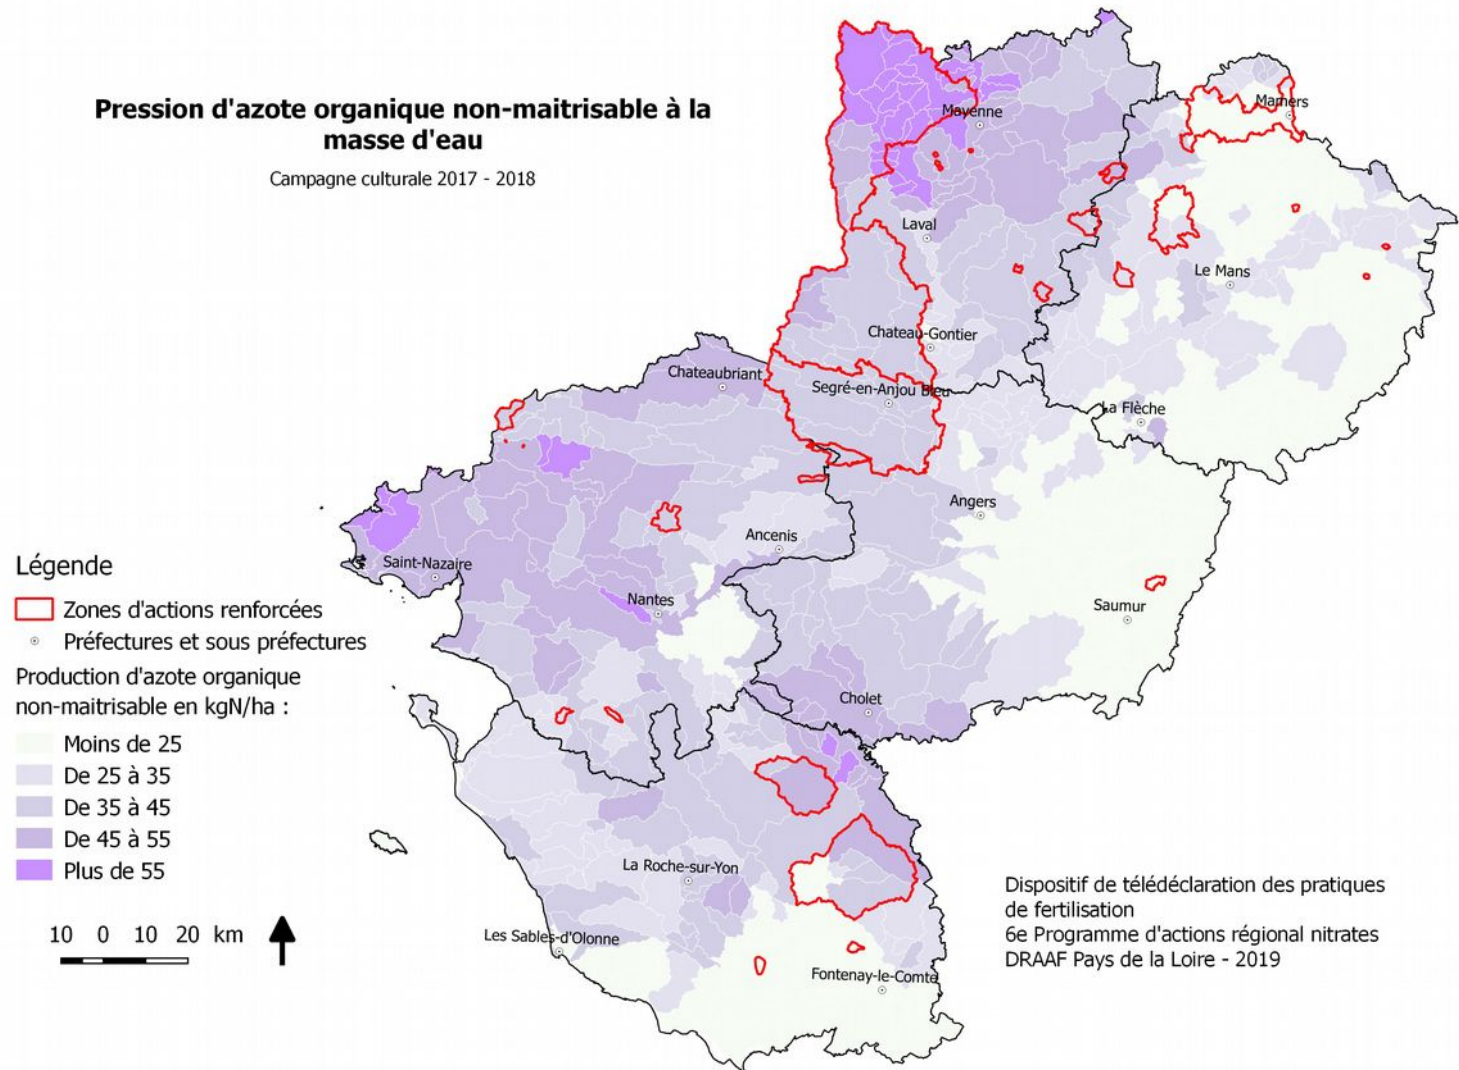 Pression d'azote organique non-maitrisable à la
masse d'eau
Campagne culturale 2017 - 2018
Mamers
Mayenne
Laval
Le Mans
Chateau-Gontier
Chateaubriant
Segré-en-Anjou Bleu
La Flèche
Angers
Ancenis
Saint-Nazaire
Nantes
Saumur
Cholet
La Roche-sur-Yon
Les Sables-d'Olonne
Fontenay-le-Comte
Légende
Zones d'actions renforcées
Préfectures et sous préfectures
Production d'azote organique
non-maitrisable en kgN/ha :
Moins de 25
De 25 à 35
De 35 à 45
De 45 à 55
Plus de 55
10 0 10 20 km
Dispositif de télédéclaration des pratiques
de fertilisation
6e Programme d'actions régional nitrates
DRAAF Pays de la Loire - 2019